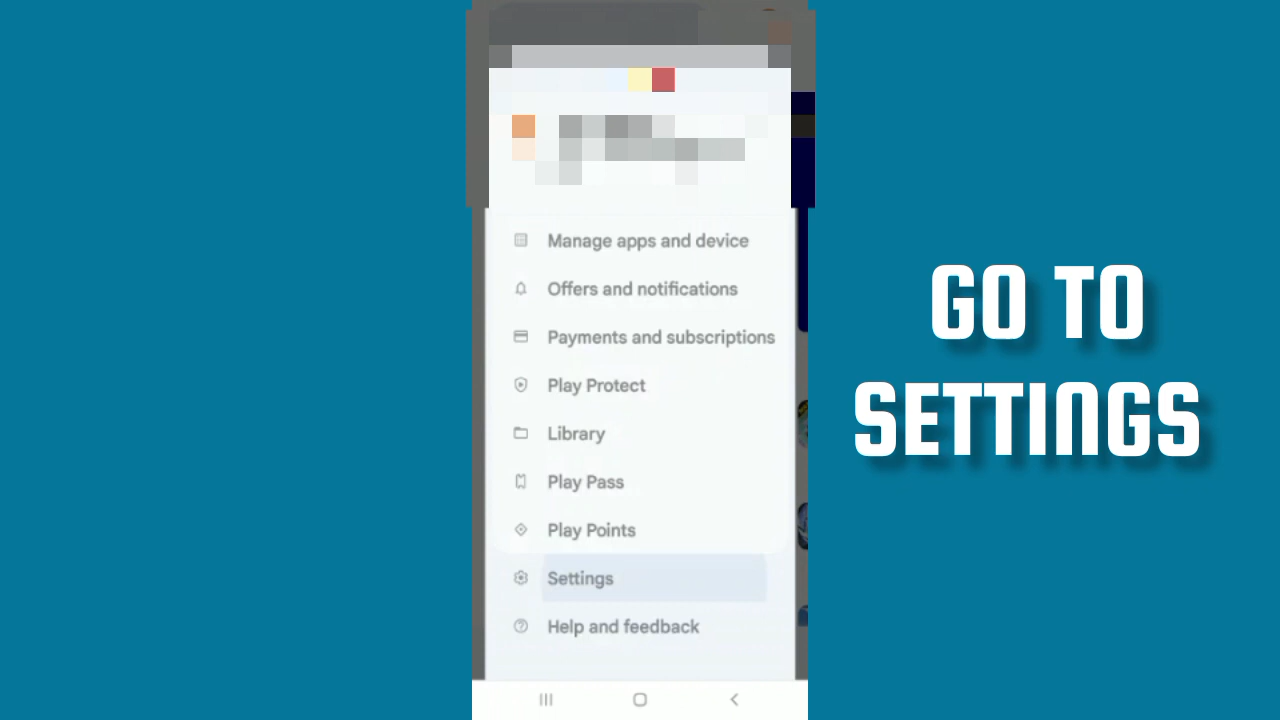 Manage apps and device
Offers and notifications
Payments and subscriptions
Play Protect
Library
Play Pass
Play Points
Settings
Help and feedback
GO TO
SETTINGS